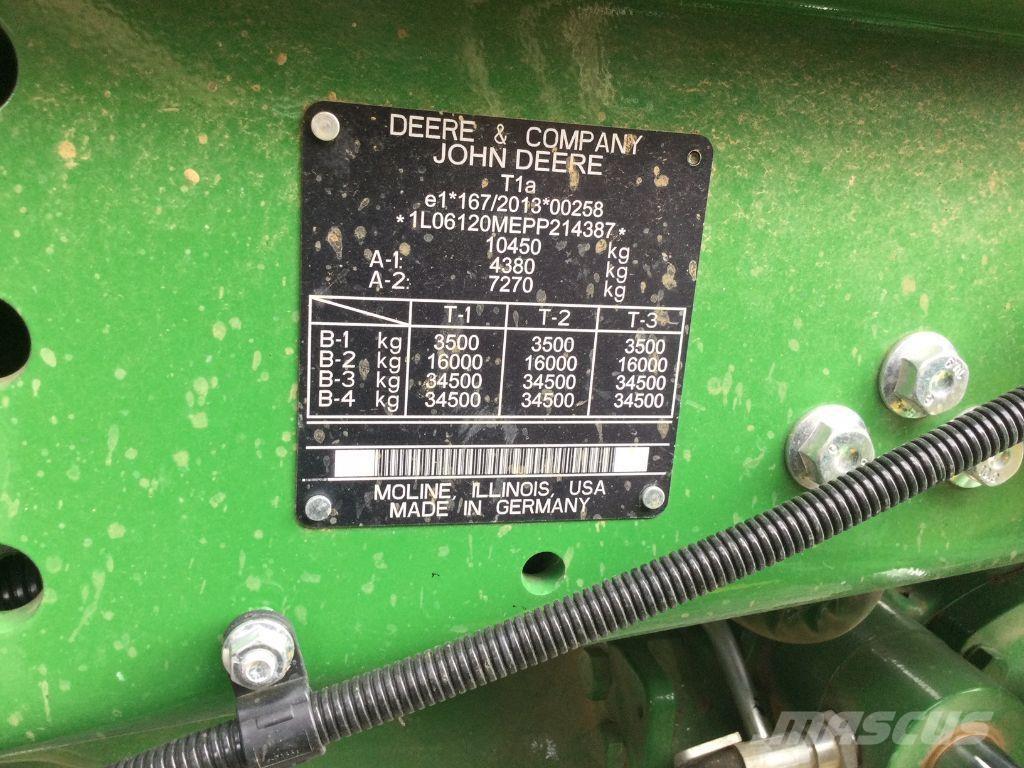 DEERE & COMPANY
JOHN DEERE
T1a
e1*167/2013*00258
*1L06120MEPP214387*
10450 kg
A-1: 4380 kg
A-2: 7270 kg
T-1 T-2 T-3
B-1 kg 3500 3500 3500
B-2 kg 16000 16000 16000
B-3 kg 34500 34500 34500
B-4 kg 34500 34500 34500
MOLINE, ILLINOIS, USA
MADE IN GERMANY
MASCUS